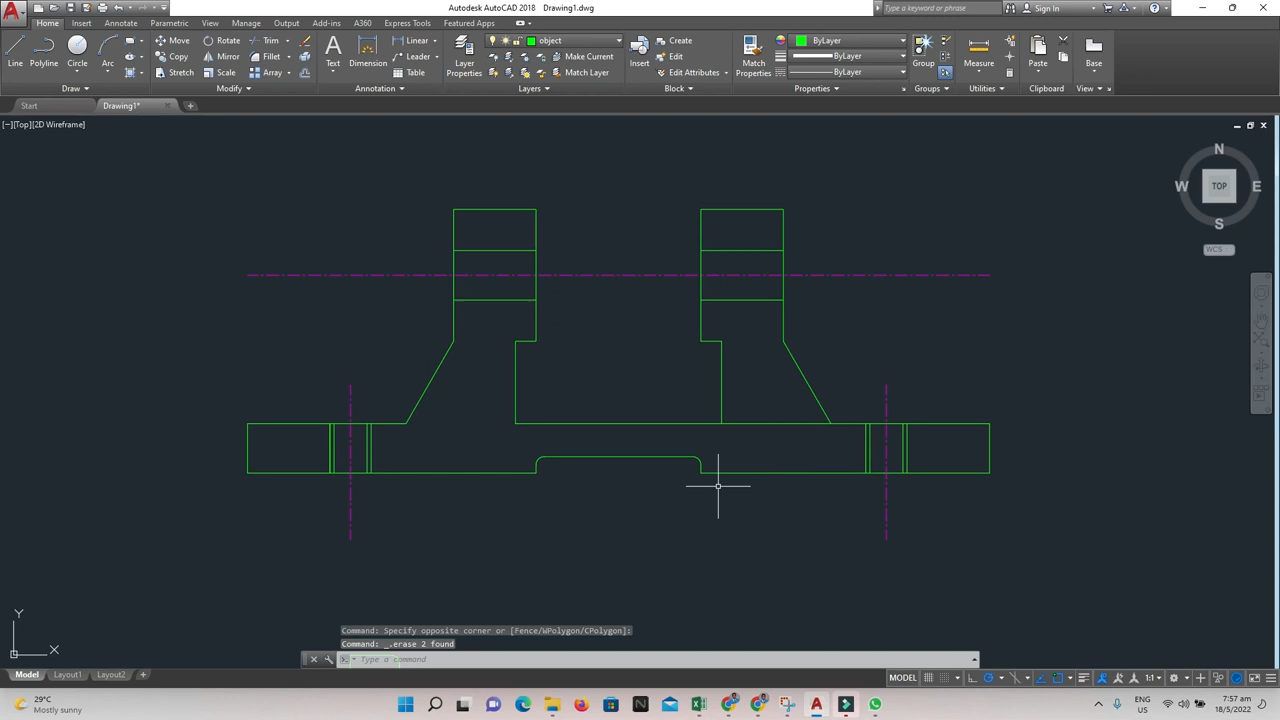 Autodesk AutoCAD 2018 Drawing1.dwg
Type a keyword or phrase
Sign In
Home Insert Annotate Parametric View Manage Output Add-ins A360 Express Tools Featured Apps
Line Polyline Circle Arc
Move Rotate Trim
Copy Mirror Fillet
Stretch Scale Array
Text Dimension
Linear
Leader
Table
Layer Properties
object
Make Current
Match Layer
Insert
Create
Edit
Edit Attributes
Match Properties
ByLayer
ByLayer
ByLayer
Group
Measure
Paste
Base
Draw Modify Annotation Layers Block Properties Groups Utilities Clipboard View
Start Drawing1*
[−][Top][2D Wireframe]
N
W TOP E
S
WCS
Y
X
Command: Specify opposite corner or [Fence/WPolygon/CPolygon]:
Command: _.erase 2 found
Type a command
Model Layout1 Layout2
MODEL 1:1
29°C
Mostly sunny
ENG
US
7:57 am
18/5/2022